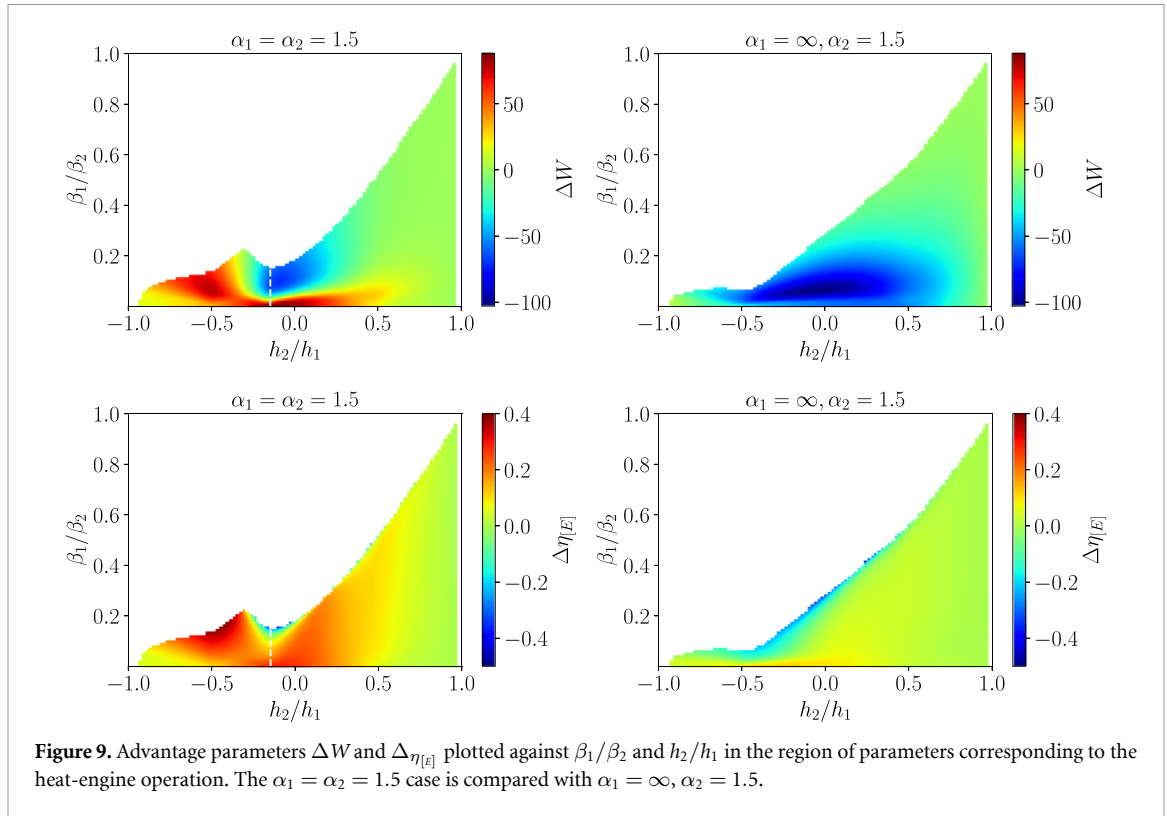 α₁ = α₂ = 1.5
1.0
0.8
0.6
0.4
0.2
β₁/β₂
−1.0 −0.5 0.0 0.5 1.0
h₂/h₁
50
0
−50
−100
ΔW
α₁ = ∞, α₂ = 1.5
1.0
0.8
0.6
0.4
0.2
β₁/β₂
−1.0 −0.5 0.0 0.5 1.0
h₂/h₁
50
0
−50
−100
ΔW
α₁ = α₂ = 1.5
1.0
0.8
0.6
0.4
0.2
β₁/β₂
−1.0 −0.5 0.0 0.5 1.0
h₂/h₁
0.4
0.2
0.0
−0.2
−0.4
Δη[E]
α₁ = ∞, α₂ = 1.5
1.0
0.8
0.6
0.4
0.2
β₁/β₂
−1.0 −0.5 0.0 0.5 1.0
h₂/h₁
0.4
0.2
0.0
−0.2
−0.4
Δη[E]
Figure 9. Advantage parameters ΔW and Δη[E] plotted against β₁/β₂ and h₂/h₁ in the region of parameters corresponding to the
heat-engine operation. The α₁ = α₂ = 1.5 case is compared with α₁ = ∞, α₂ = 1.5.